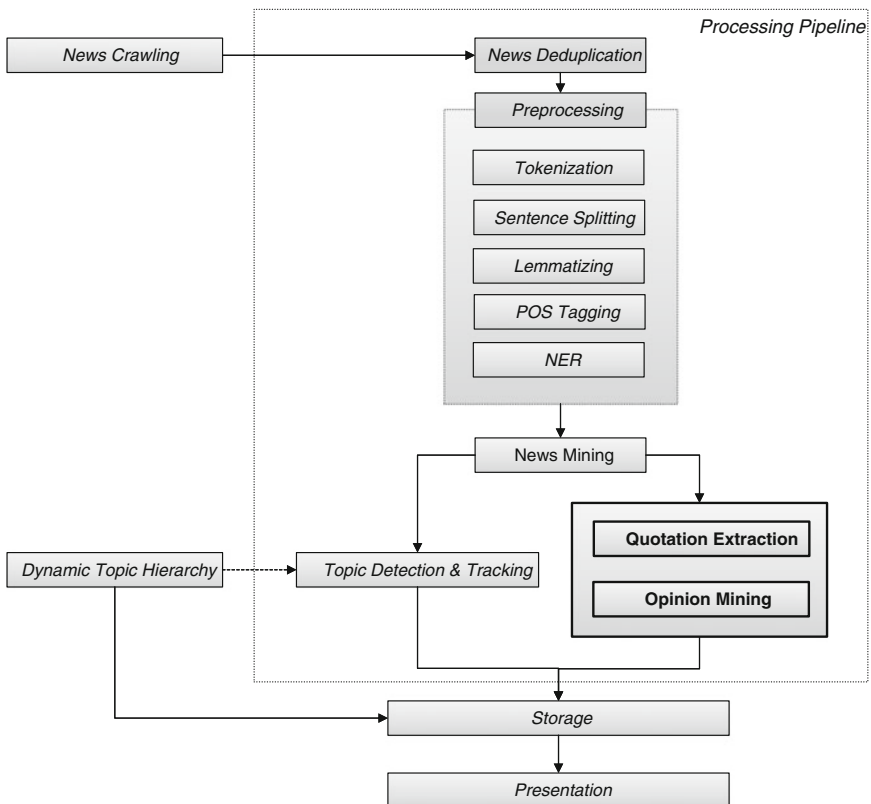 Processing Pipeline
News Crawling
News Deduplication
Preprocessing
Tokenization
Sentence Splitting
Lemmatizing
POS Tagging
NER
News Mining
Quotation Extraction
Dynamic Topic Hierarchy
Topic Detection & Tracking
Opinion Mining
Storage
Presentation